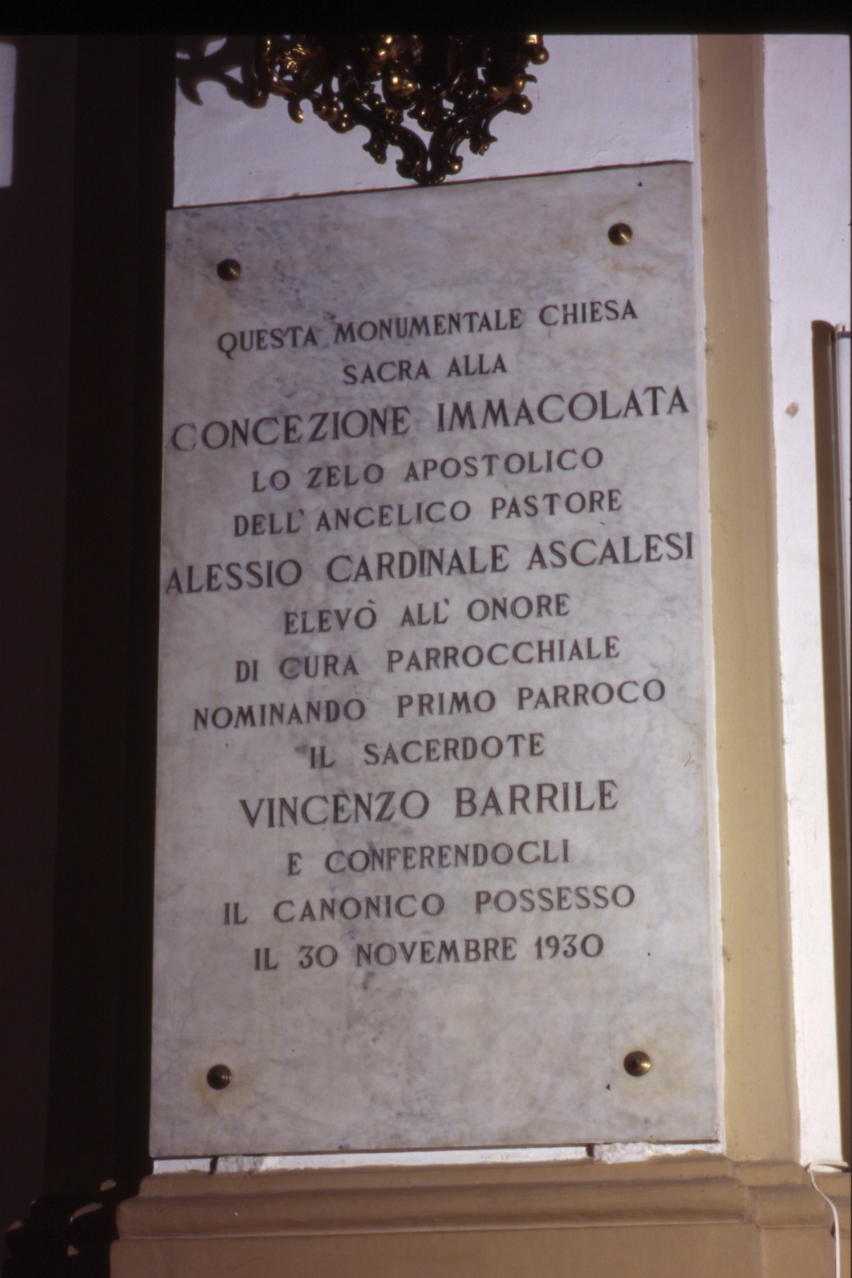 QUESTA MONUMENTALE CHIESA
SACRA ALLA
CONCEZIONE IMMACOLATA
LO ZELO APOSTOLICO
DELL' ANGELICO PASTORE
ALESSIO CARDINALE ASCALESI
ELEVÒ ALL' ONORE
DI CURA PARROCCHIALE
NOMINANDO PRIMO PARROCO
IL SACERDOTE
VINCENZO BARRILE
E CONFERENDOCLI
IL CANONICO POSSESSO
IL 30 NOVEMBRE 1930